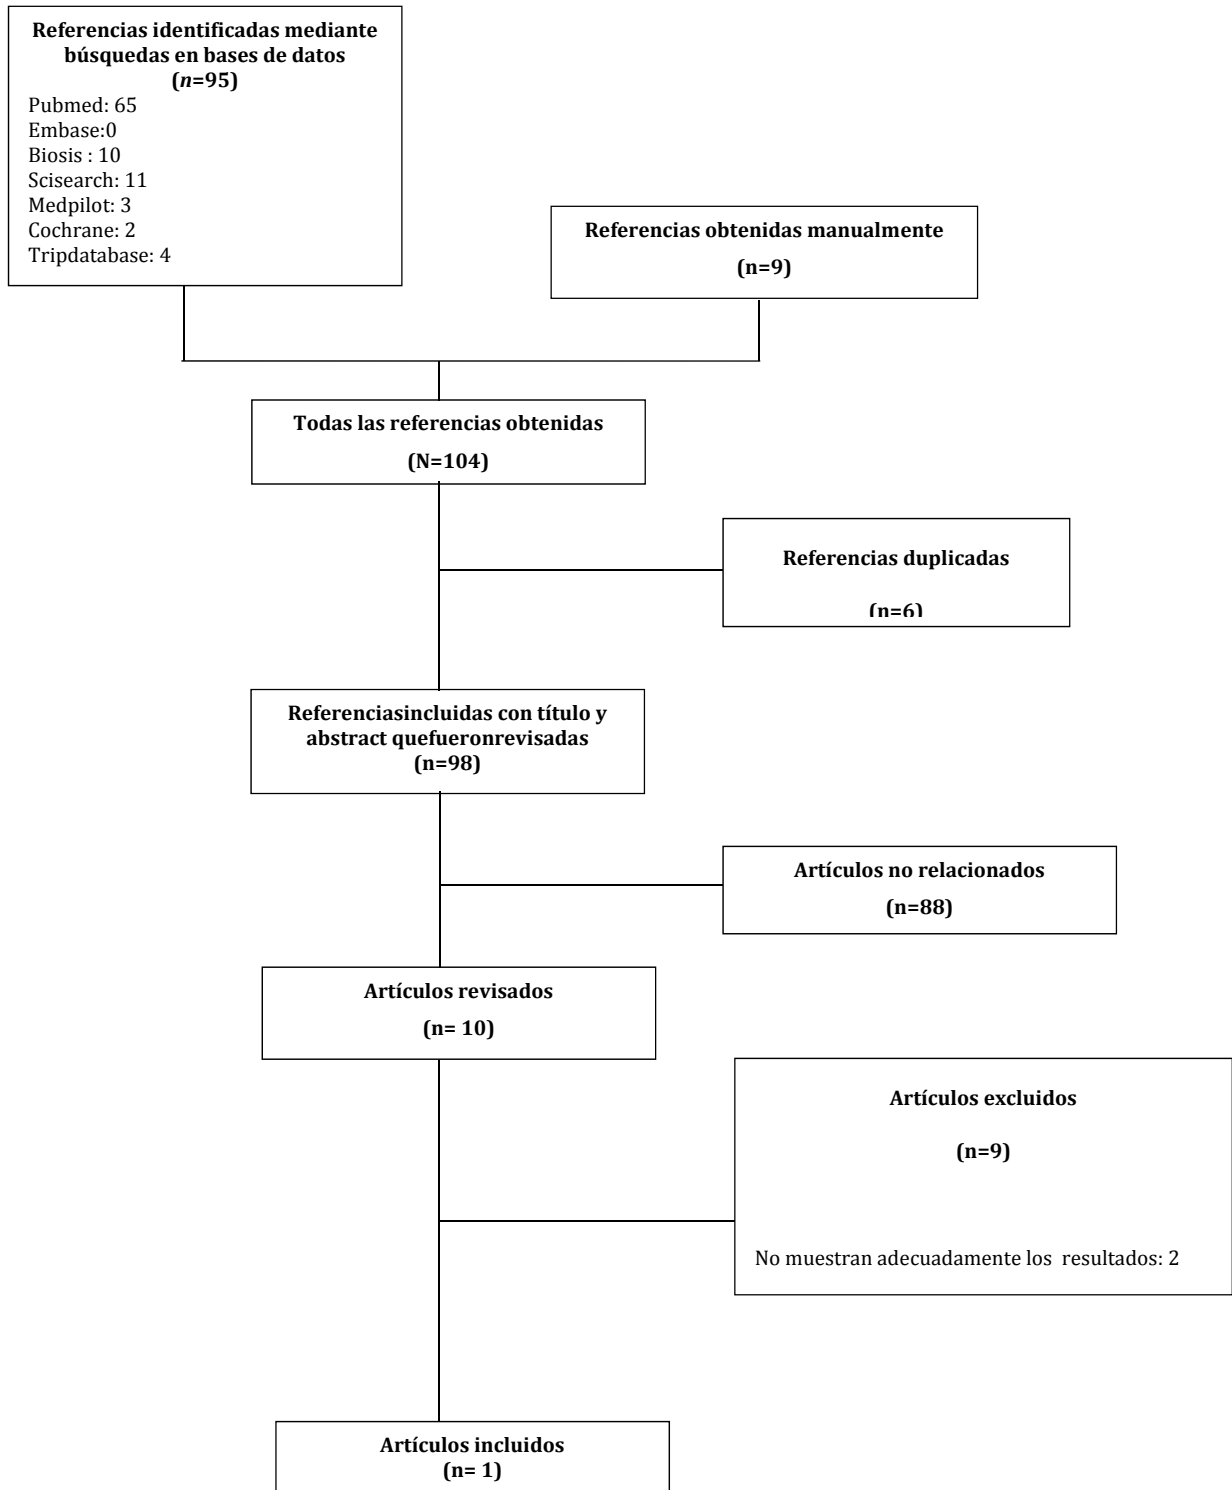 Referencias identificadas mediante
búsquedas en bases de datos
(n=95)
Pubmed: 65
Embase:0
Biosis : 10
Scisearch: 11
Medpilot: 3
Cochrane: 2
Tripdatabase: 4
Referencias obtenidas manualmente
(n=9)
Todas las referencias obtenidas
(N=104)
Referencias duplicadas
(n=6)
Referenciasincluidas con título y
abstract quefueronrevisadas
(n=98)
Artículos no relacionados
(n=88)
Artículos revisados
(n= 10)
Artículos excluidos
(n=9)
No muestran adecuadamente los  resultados: 2
Artículos incluidos
(n= 1)